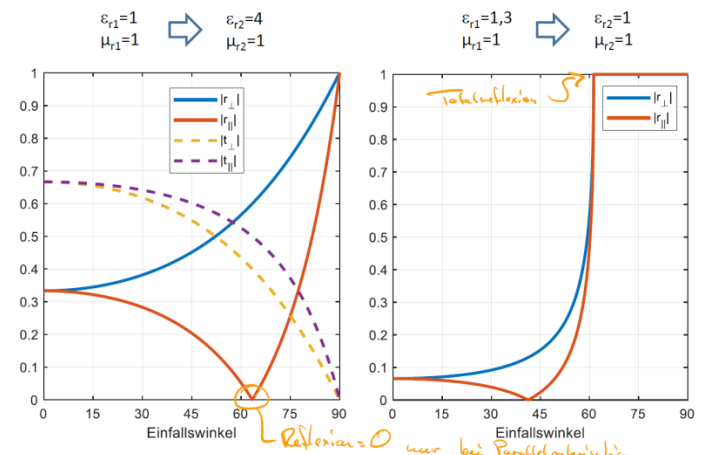 εr1=1 εr2=4
μr1=1 μr2=1
1
0.9
0.8
0.7
0.6
0.5
0.4
0.3
0.2
0.1
0
|r⊥|
|r|||
|t⊥|
|t|||
0 15 30 45 60 75 90
Einfallswinkel
εr1=1,3 εr2=1
μr1=1 μr2=1
1
0.9
0.8
0.7
0.6
0.5
0.4
0.3
0.2
0.1
0
Totalreflexion
|r⊥|
|r|||
0 15 30 45 60 75 90
Einfallswinkel
Reflexion=0 nur bei